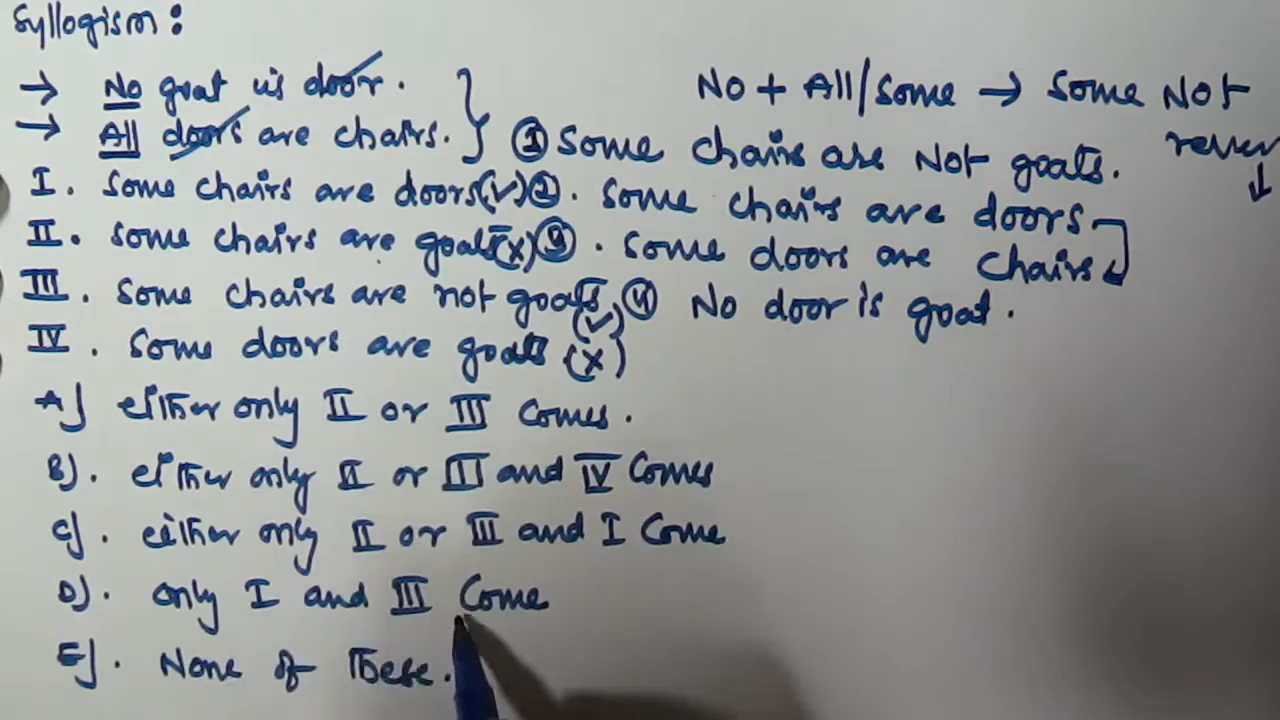 Syllogism:
→ No goat is door.
→ All doors are chairs.
No + All/Some → Some Not
① Some chairs are Not goats.
I. Some chairs are doors (✓)
② . Some chairs are doors
II. Some chairs are goats (x)
③ . Some doors are chairs
III. Some chairs are not goats (✓)
④ No door is goat.
IV. Some doors are goats (x)
A) either only II or III comes.
B). either only II or III and IV Comes
C). either only II or III and I Come
D). only I and III Come
E). None of These.